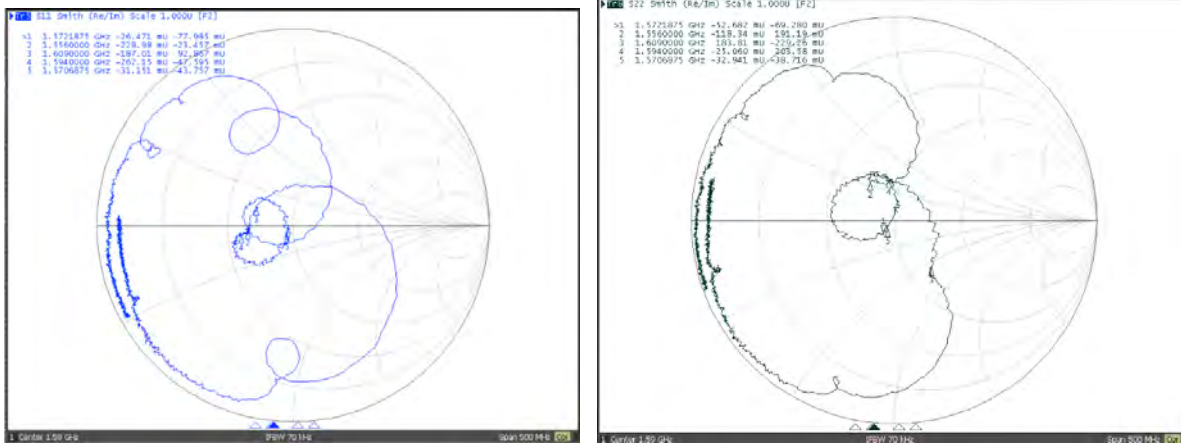 Tr1 S11 Smith (Re/Im) Scale 1.000U [F2]
>1 1.5721875 GHz -26.471 mU -77.985 mU
2 1.5560000 GHz -228.98 mU -23.457 mU
3 1.6090000 GHz -187.01 mU 92.867 mU
4 1.5940000 GHz -262.15 mU -47.595 mU
5 1.5706875 GHz -31.151 mU -43.757 mU
1 Center 1.59 GHz IFBW 70 kHz Span 500 MHz
S22 Smith (Re/Im) Scale 1.000U [F2]
>1 1.5721875 GHz -52.682 mU -69.280 mU
2 1.5560000 GHz -118.34 mU 191.19 mU
3 1.6090000 GHz 183.81 mU -229.26 mU
4 1.5940000 GHz -25.060 mU 203.58 mU
5 1.5706875 GHz -32.941 mU -38.716 mU
1 Center 1.59 GHz IFBW 70 kHz Span 500 MHz